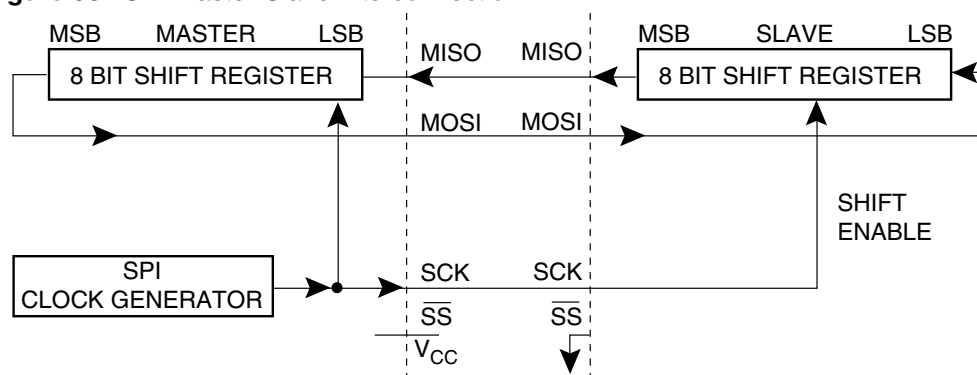 MSB MASTER LSB
8 BIT SHIFT REGISTER
MISO MISO
MSB SLAVE LSB
8 BIT SHIFT REGISTER
MOSI MOSI
SHIFT
ENABLE
SPI
CLOCK GENERATOR
SCK SCK
SS SS
VCC